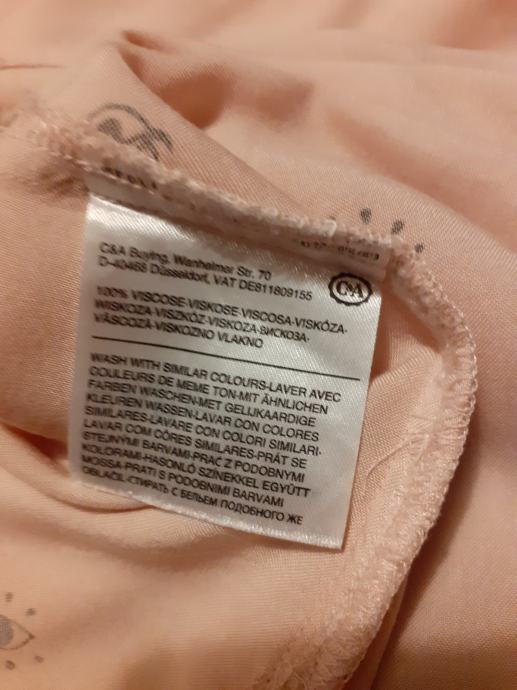 C&A Buying, Wanheimer Str. 70
D-40468 Düsseldorf, VAT DE811809155
C&A
100% VISCOSE-VISKOSE-VISCOSA-VISKÓZA-
WISKOZA-VISZKÓZ-VISKOZA-ВИСКОЗА-
VÂSCOZĂ-VISKOZNO VLAKNO
WASH WITH SIMILAR COLOURS-LAVER AVEC
COULEURS DE MEME TON-MIT ÄHNLICHEN
FARBEN WASCHEN-MET GELIJKAARDIGE
KLEUREN WASSEN-LAVAR CON COLORES
SIMILARES-LAVARE CON COLORI SIMILARI-
LAVAR COM CÔRES SIMILARES-PRÁT SE
STEJNÝMI BARVAMI-PRAĆ Z PODOBNYMI
KOLORAMI-HASONLÓ SZÍNEKKEL EGYÜTT
MOSSA-PRATI S PODOBNIMI BARVAMI
OBLAČIL-СТИРАТЬ С БЕЛЬЕМ ПОДОБНОГО ЖЕ